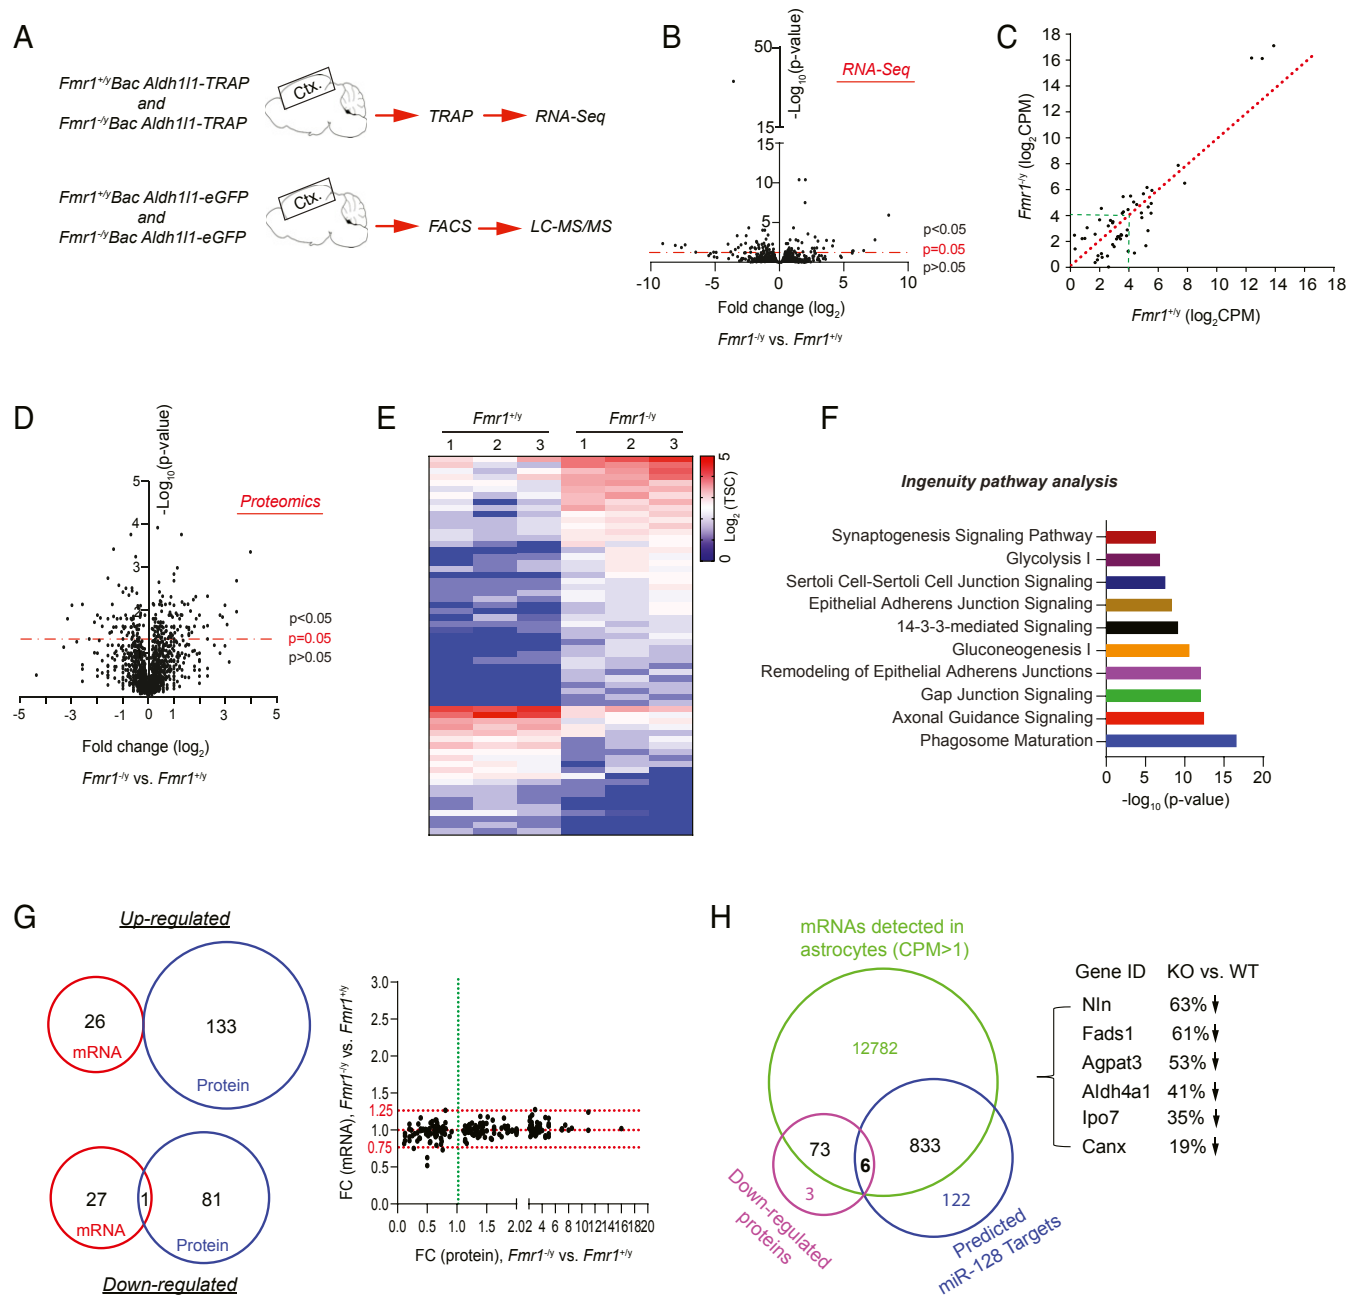 A
Fmr1+/yBac Aldh1l1-TRAP
and
Fmr1-/yBac Aldh1l1-TRAP
Ctx.
TRAP
RNA-Seq
Fmr1+/yBac Aldh1l1-eGFP
and
Fmr1-/yBac Aldh1l1-eGFP
Ctx.
FACS
LC-MS/MS
B
-Log10(p-value)
50
15
15
10
5
0
RNA-Seq
p<0.05
p=0.05
p>0.05
-10 -5 0 5 10
Fold change (log2)
Fmr1-/y vs. Fmr1+/y
C
Fmr1-/y (log2CPM)
18
16
14
12
10
8
6
4
2
0
0 2 4 6 8 10 12 14 16 18
Fmr1+/y (log2CPM)
D
-Log10(p-value)
5
4
3
2
Proteomics
p<0.05
p=0.05
p>0.05
-5 -3 -1 0 1 3 5
Fold change (log2)
Fmr1-/y vs. Fmr1+/y
E
Fmr1+/y Fmr1-/y
1 2 3 1 2 3
5
0
Log2 (TSC)
F
Ingenuity pathway analysis
Synaptogenesis Signaling Pathway
Glycolysis I
Sertoli Cell-Sertoli Cell Junction Signaling
Epithelial Adherens Junction Signaling
14-3-3-mediated Signaling
Gluconeogenesis I
Remodeling of Epithelial Adherens Junctions
Gap Junction Signaling
Axonal Guidance Signaling
Phagosome Maturation
0 5 10 15 20
-log10 (p-value)
G
Up-regulated
26
mRNA
133
Protein
27
mRNA
1
81
Protein
Down-regulated
FC (mRNA), Fmr1-/y vs. Fmr1+/y
3.0
2.5
2.0
1.5
1.25
1.0
0.75
0.5
0.0
0.0 0.5 1.0 1.5 2.0 2 4 6 8 10 12 14 16 18 20
FC (protein), Fmr1-/y vs. Fmr1+/y
H
mRNAs detected in
astrocytes (CPM>1)
12782
73
6
833
3
122
Down-regulated
proteins
Predicted
miR-128 Targets
Gene ID KO vs. WT
Nln 63%
Fads1 61%
Agpat3 53%
Aldh4a1 41%
Ipo7 35%
Canx 19%